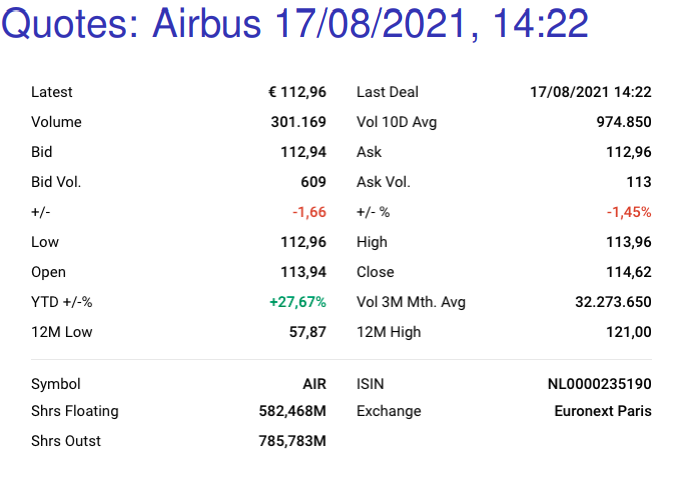 Quotes: Airbus 17/08/2021, 14:22
Latest € 112,96 Last Deal 17/08/2021 14:22
Volume 301.169 Vol 10D Avg 974.850
Bid 112,94 Ask 112,96
Bid Vol. 609 Ask Vol. 113
+/- -1,66 +/- % -1,45%
Low 112,96 High 113,96
Open 113,94 Close 114,62
YTD +/-% +27,67% Vol 3M Mth. Avg 32.273.650
12M Low 57,87 12M High 121,00
Symbol AIR ISIN NL0000235190
Shrs Floating 582,468M Exchange Euronext Paris
Shrs Outst 785,783M